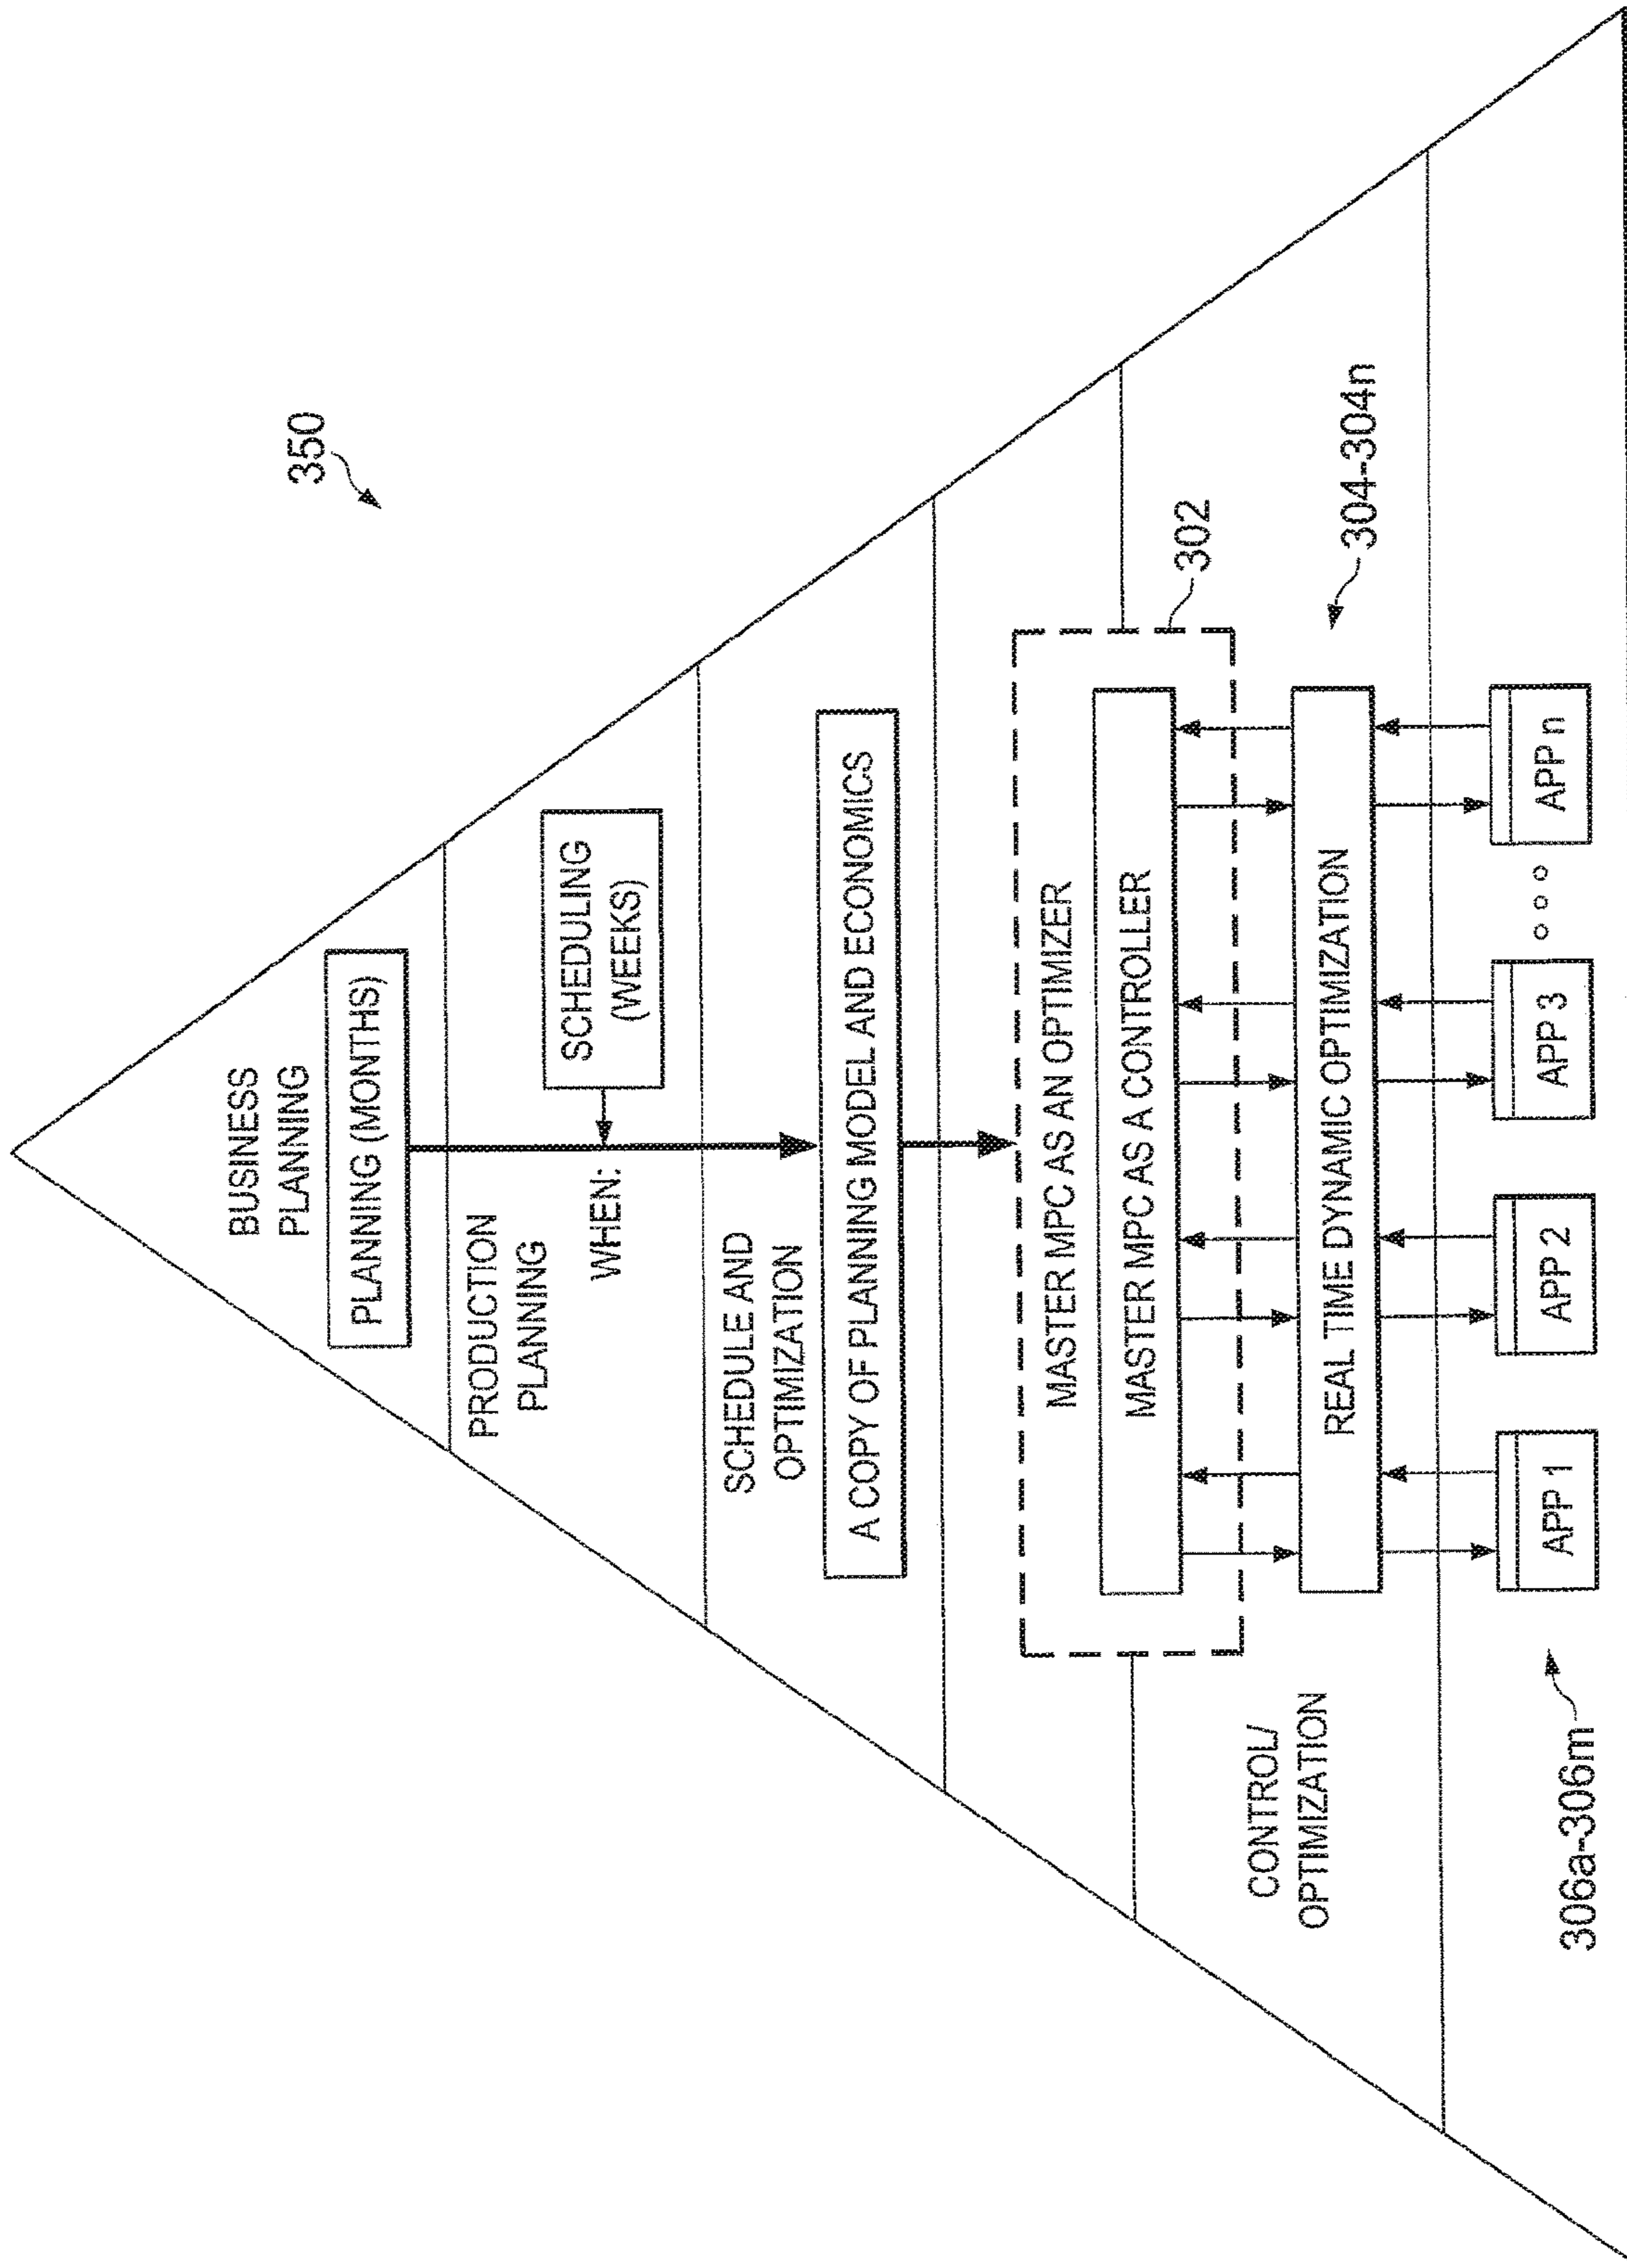 350
BUSINESS
PLANNING
PLANNING (MONTHS)
PRODUCTION
PLANNING
WHEN:
SCHEDULING
(WEEKS)
SCHEDULE AND
OPTIMIZATION
A COPY OF PLANNING MODEL AND ECONOMICS
MASTER MPC AS AN OPTIMIZER
MASTER MPC AS A CONTROLLER
302
CONTROL/
OPTIMIZATION
REAL TIME DYNAMIC OPTIMIZATION
304-304n
APP 1
APP 2
APP 3
APP n
306a-306m